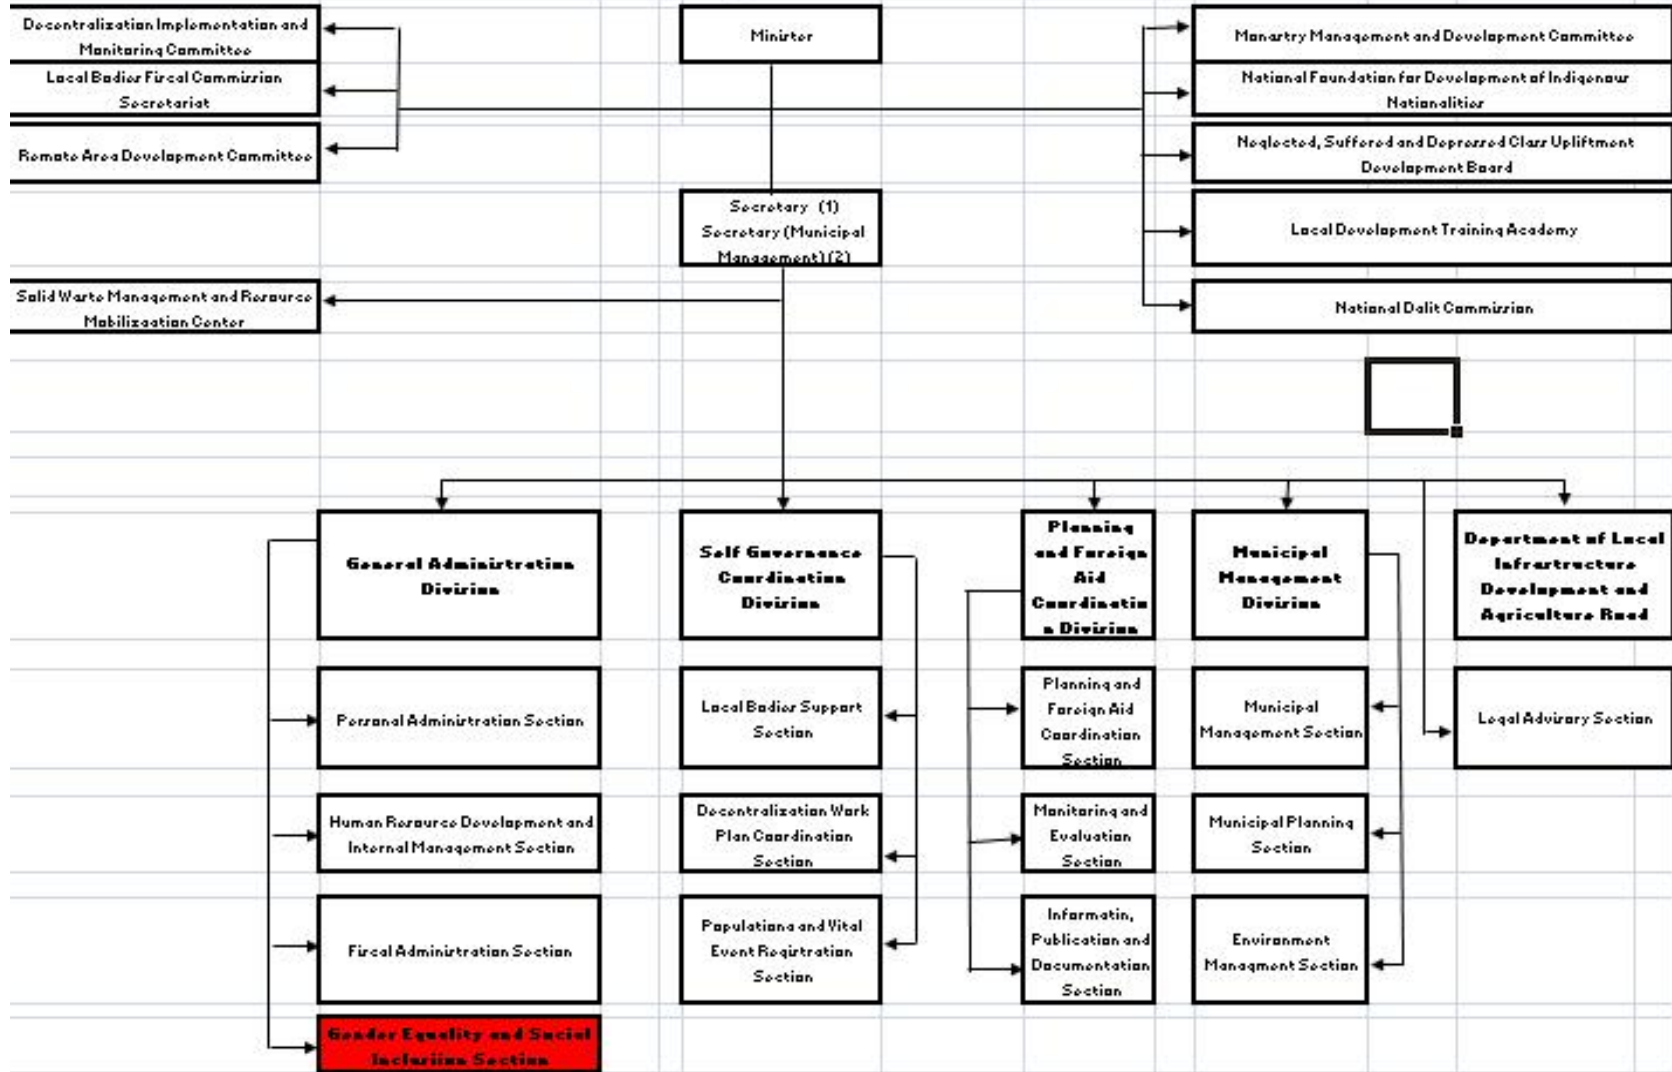 Decentralization Implementation and
Monitoring Committee
Local Bodies Fiscal Commission
Secretariat
Remote Area Development Committee
Minister
Monastry Management and Development Committee
National Foundation for Development of Indigenous
Nationalities
Neglected, Suffered and Depressed Class Upliftment
Development Board
Secretary (1)
Secretary (Municipal
Management) (2)
Local Development Training Academy
Solid Waste Management and Resource
Mobilization Center
National Dalit Commission
General Administration
Division
Self Governance
Coordination
Division
Planning
and Foreign
Aid
Coordinatio
n Division
Municipal
Management
Division
Department of Local
Infrastructure
Development and
Agriculture Road
Personal Administration Section
Local Bodies Support
Section
Planning and
Foreign Aid
Coordination
Section
Municipal
Management Section
Legal Advisory Section
Human Resource Development and
Internal Management Section
Decentralization Work
Plan Coordination
Section
Monitoring and
Evaluation
Section
Municipal Planning
Section
Fiscal Administration Section
Populationa and Vital
Event Registration
Section
Informatin,
Publication and
Documentation
Section
Environment
Managment Section
Gender Equality and Social
Inclusion Section